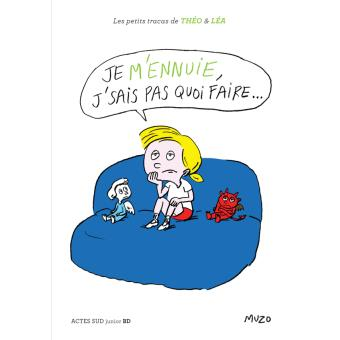 Les petits tracas de THÉO & LÉA
JE M'ENNUIE,
J'SAIS PAS QUOI FAIRE...
ACTES SUD junior BD
MUZO